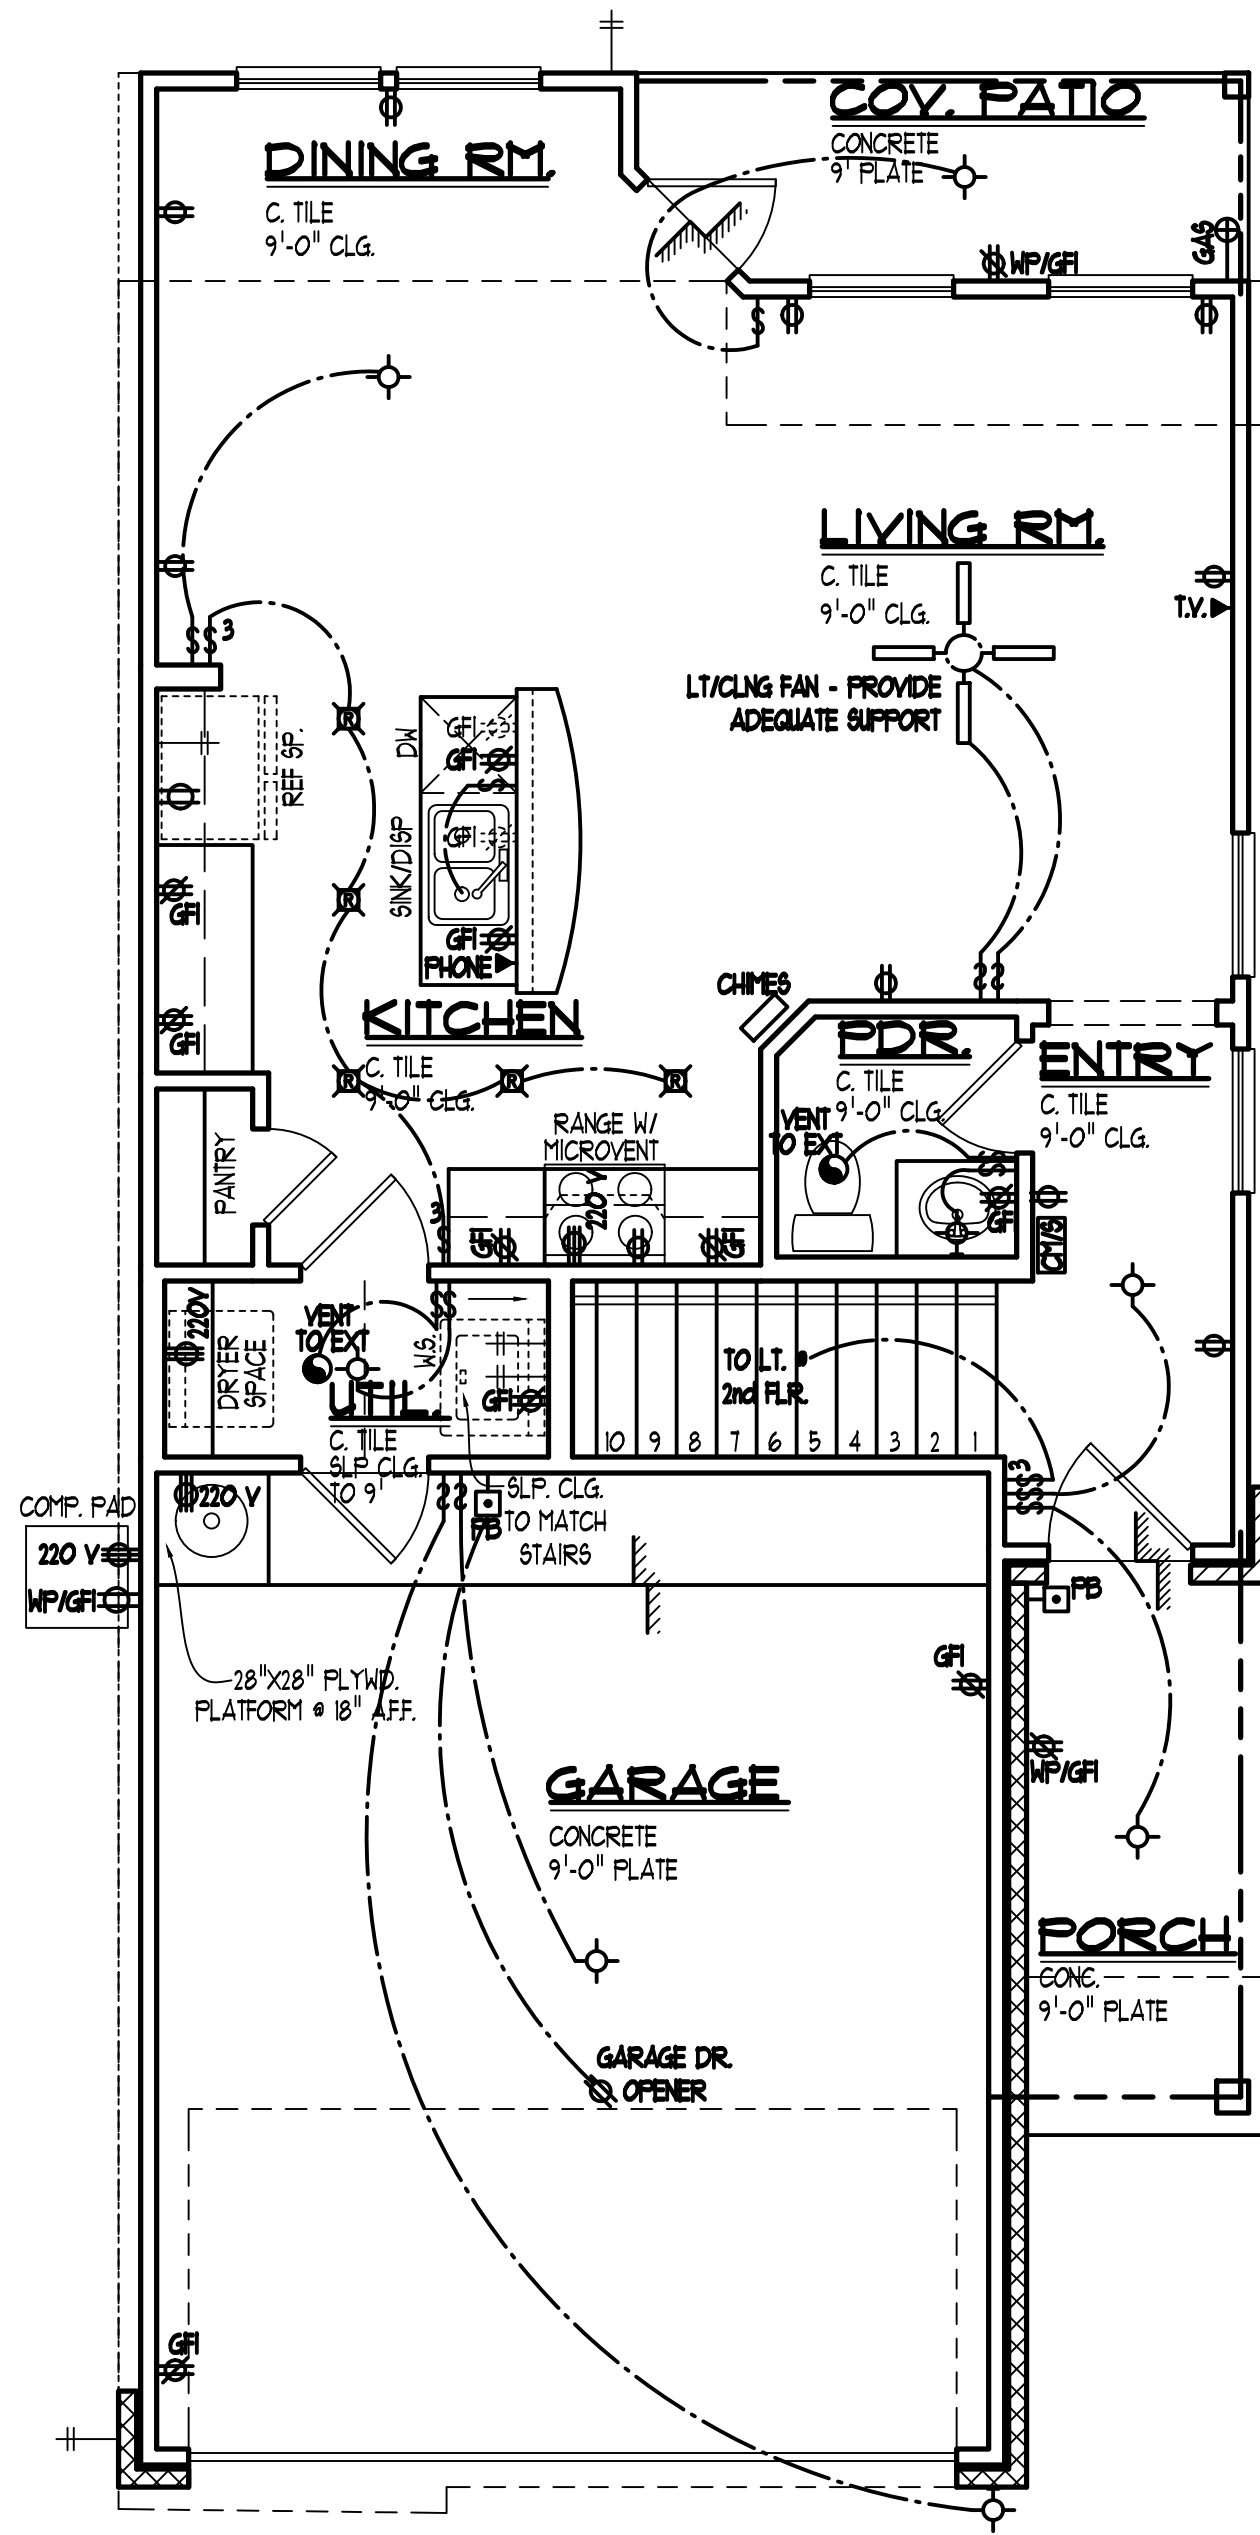 COV. PATIO
CONCRETE
9' PLATE
DINING RM.
C. TILE
9'-0" CLG.
GAS
WP/GFI
S
LIVING RM.
C. TILE
9'-0" CLG.
T.V.
LT/CLNG FAN - PROVIDE
ADEQUATE SUPPORT
S S 3
R
REF SP.
DW
GFI
GFI
S
GFI
SINK/DISP
R
GFI
GFI
PHONE
GFI
S S
CHIMES
KITCHEN
C. TILE
9'-0" CLG.
R
R
R
PDR.
C. TILE
9'-0" CLG.
ENTRY
C. TILE
9'-0" CLG.
VENT
TO EXT
RANGE W/
MICROVENT
220 V
PANTRY
3
S
GFI
GFI
S S
GFI
CM/S
220V
DRYER
SPACE
VENT
TO EXT
S S
W.S.
GFI
UTIL.
C. TILE
SLP CLG.
TO 9'
TO LT. @
2nd FLR.
10 9 8 7 6 5 4 3 2 1
3
S S S
COMP. PAD
220 V
220 V
WP/GFI
S S
PB
SLP. CLG.
TO MATCH
STAIRS
PB
28"X28" PLYWD.
PLATFORM @ 18" A.F.F.
GFI
WP/GFI
GARAGE
CONCRETE
9'-0" PLATE
PORCH
CONC.
9'-0" PLATE
GARAGE DR.
OPENER
GFI